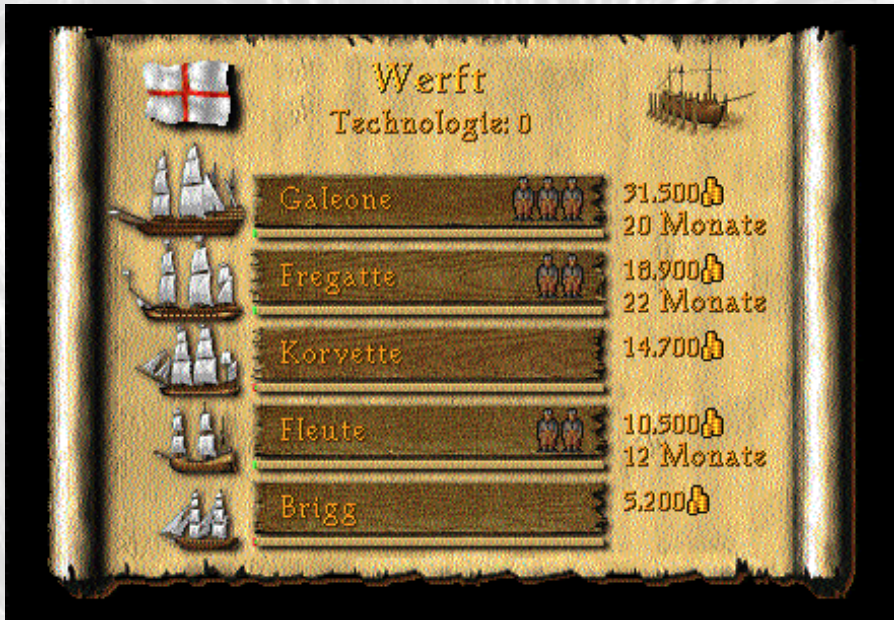 Werft
Technologie: 0
Galeone
31.500
20 Monate
Fregatte
18.900
22 Monate
Korvette
14.700
Fleute
10.500
12 Monate
Brigg
5.200